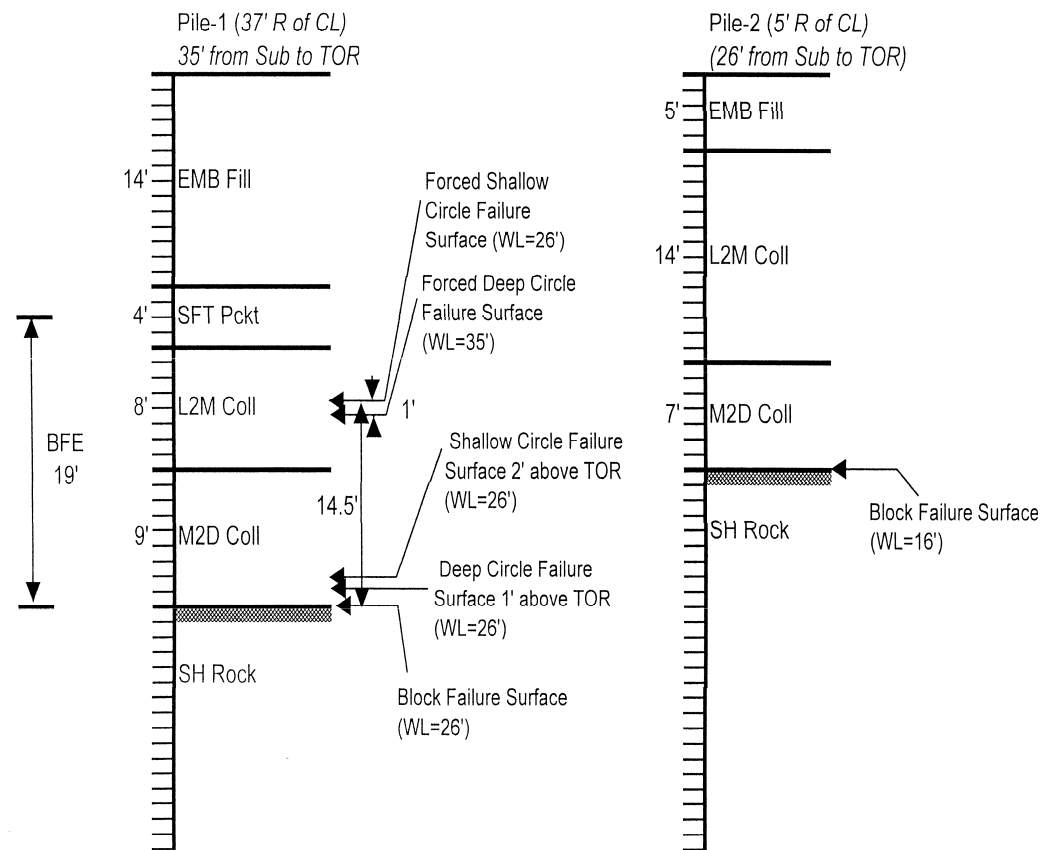 Pile-1 (37' R of CL)
35' from Sub to TOR
14'
EMB Fill
4'
SFT Pckt
8'
L2M Coll
9'
M2D Coll
SH Rock
BFE
19'
Forced Shallow
Circle Failure
Surface (WL=26')
Forced Deep Circle
Failure Surface
(WL=35')
1'
14.5'
Shallow Circle Failure
Surface 2' above TOR
(WL=26')
Deep Circle Failure
Surface 1' above TOR
(WL=26')
Block Failure Surface
(WL=26')
Pile-2 (5' R of CL)
(26' from Sub to TOR)
5'
EMB Fill
14'
L2M Coll
7'
M2D Coll
SH Rock
Block Failure Surface
(WL=16')